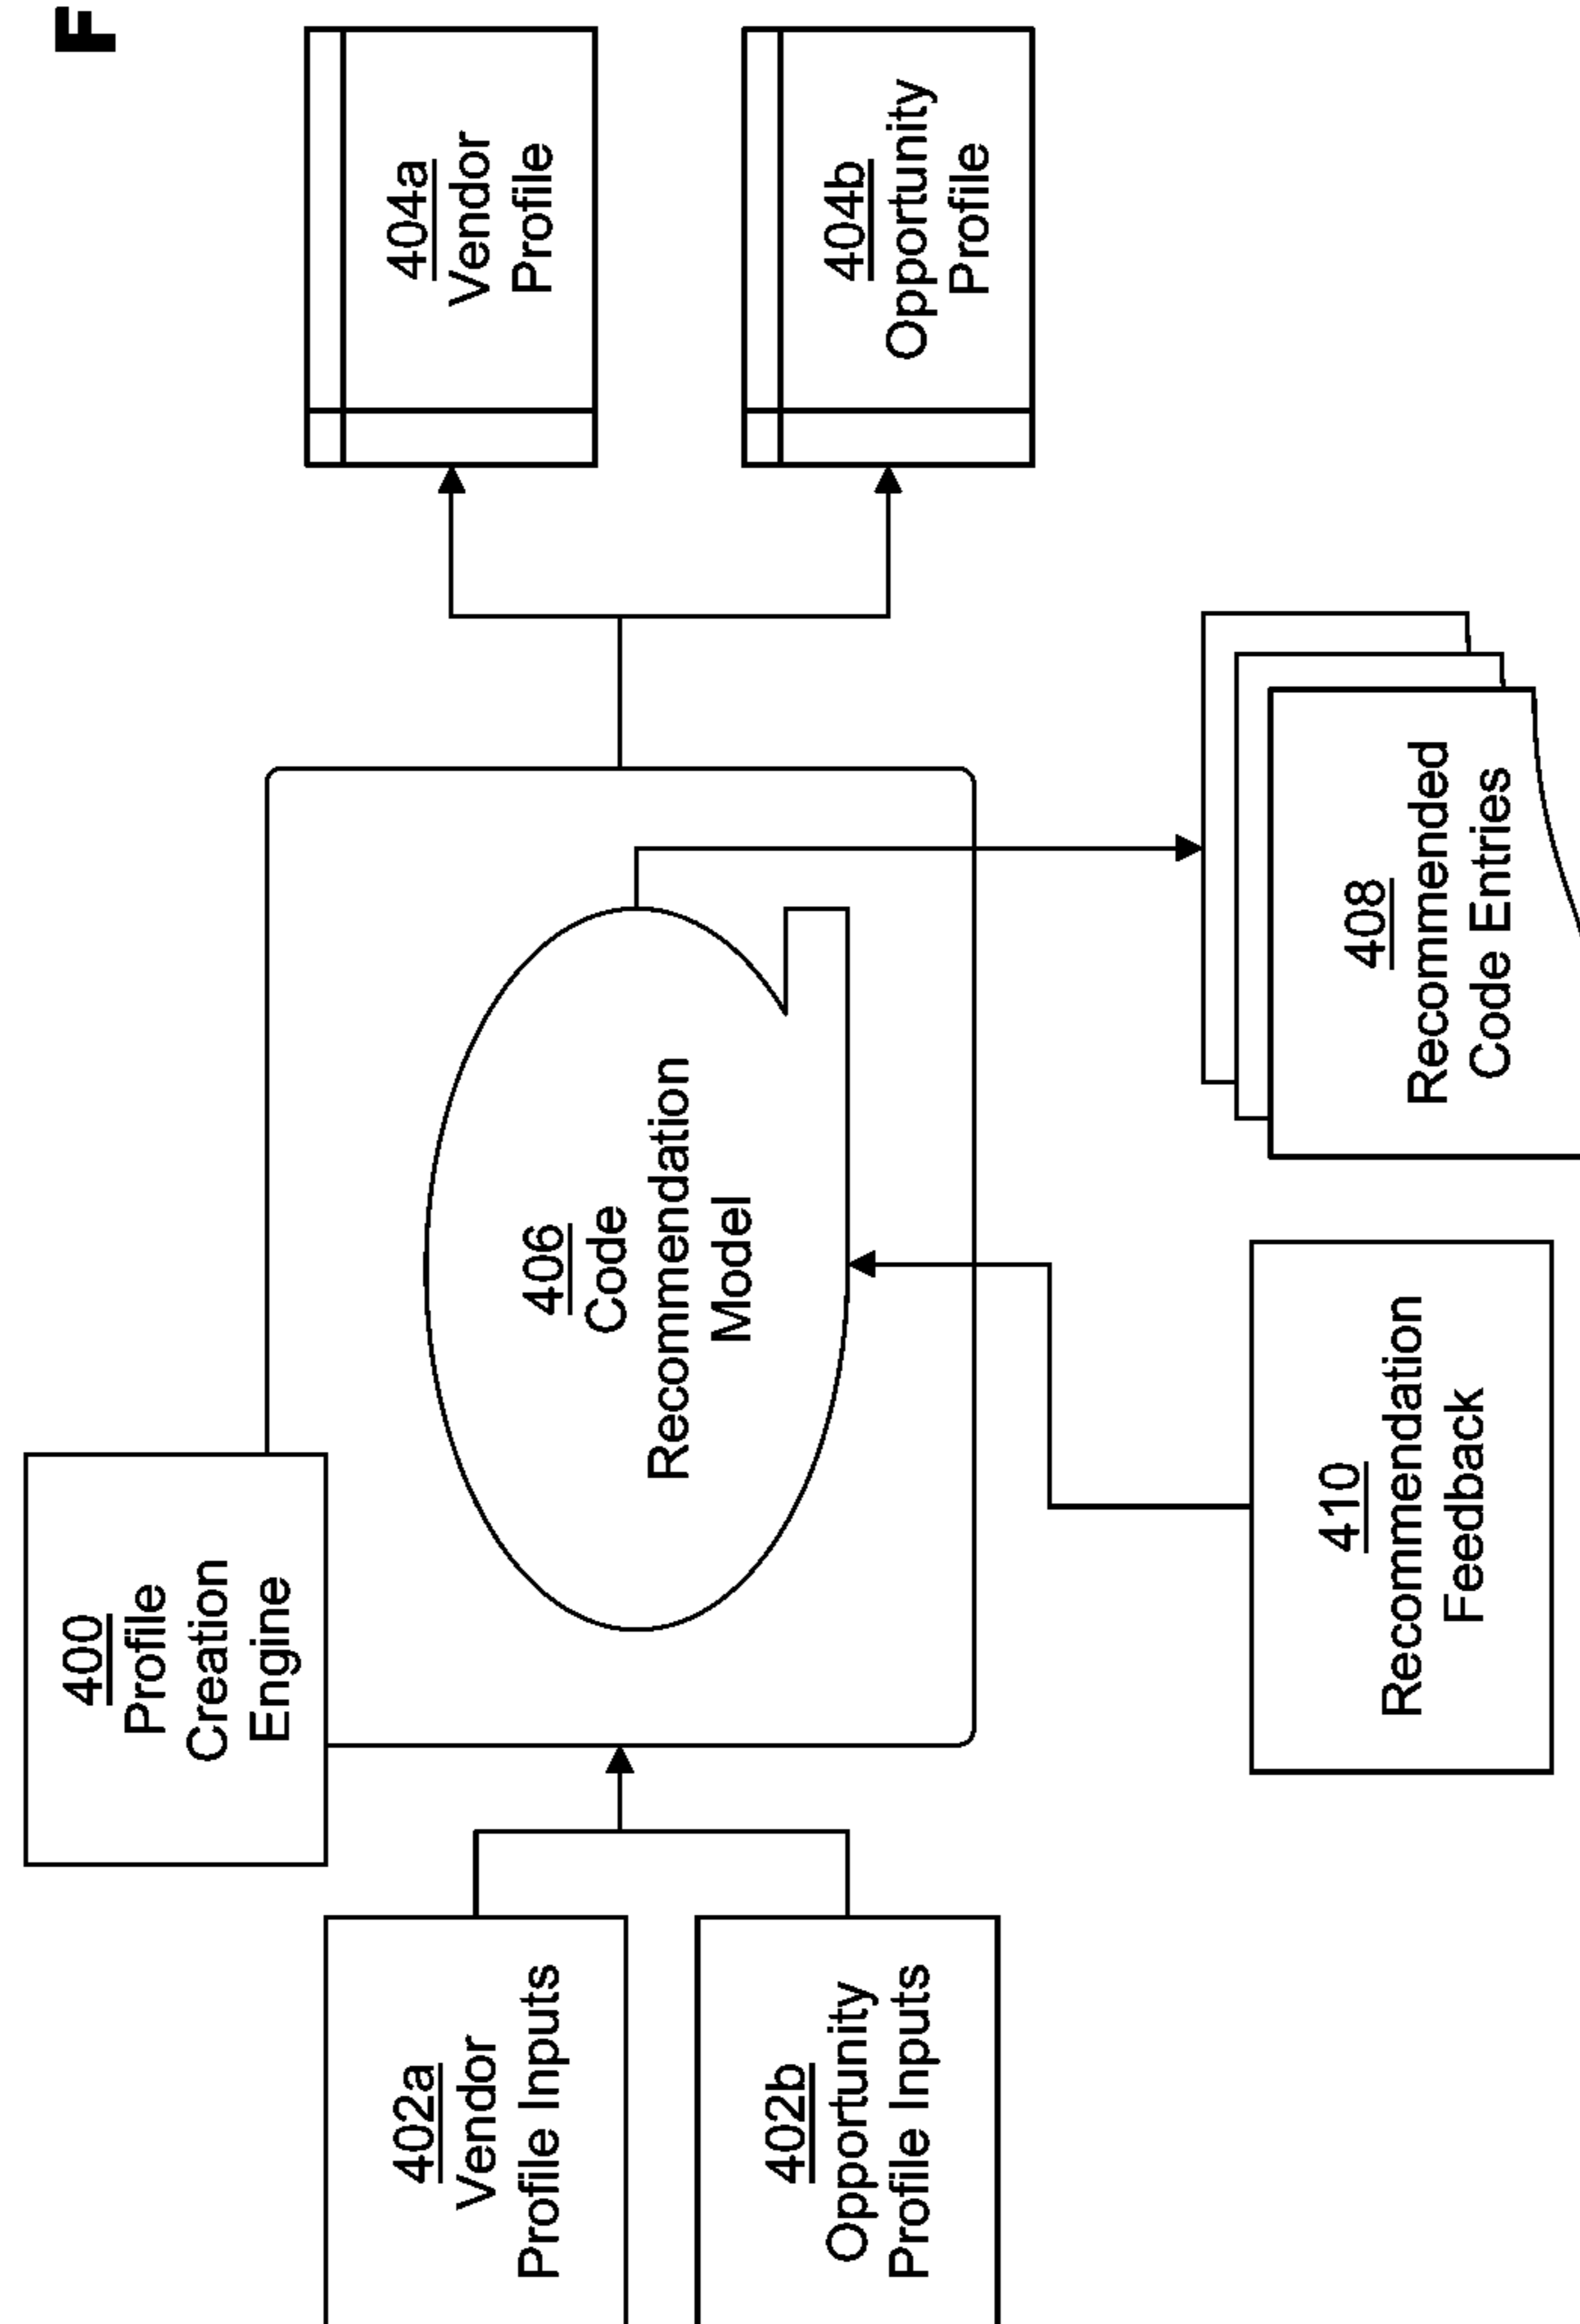 F
400
Profile
Creation
Engine
402a
Vendor
Profile Inputs
402b
Opportunity
Profile Inputs
406
Code
Recommendation
Model
404a
Vendor
Profile
404b
Opportunity
Profile
410
Recommendation
Feedback
408
Recommended
Code Entries